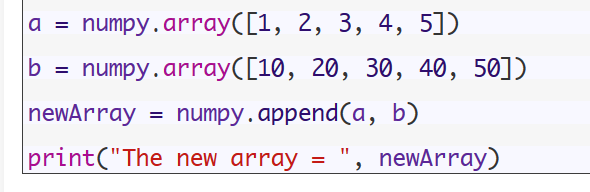 a = numpy.array([1, 2, 3, 4, 5])
b = numpy.array([10, 20, 30, 40, 50])
newArray = numpy.append(a, b)
print("The new array = ", newArray)